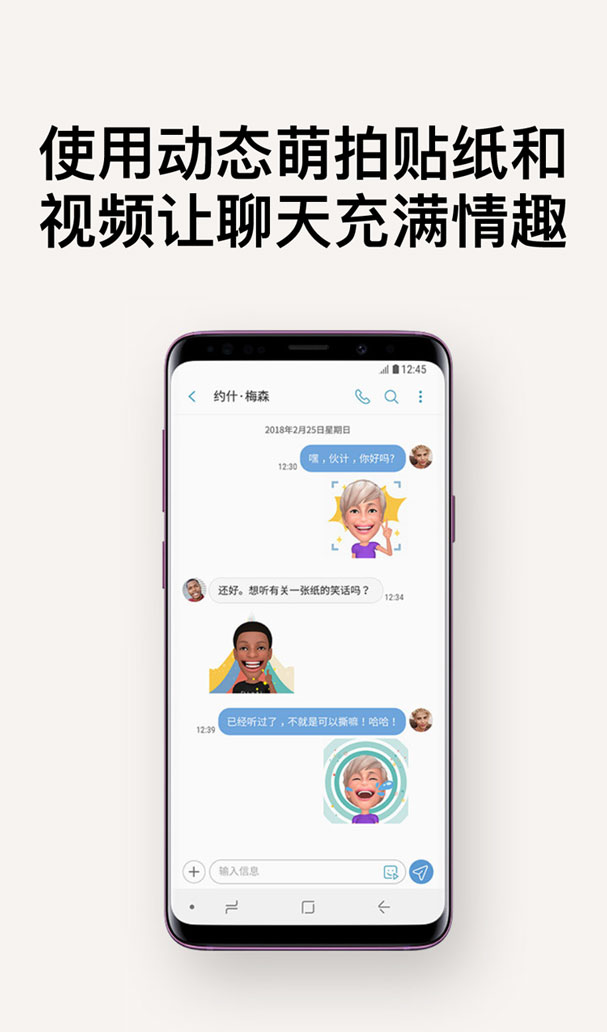 使用动态萌拍贴纸和
视频让聊天充满情趣
12:45
约什·梅森
2018年2月25日星期日
嘿，伙计，你好吗?
12:30
还好。想听有关一张纸的笑话吗？
12:34
已经听过了，不就是可以撕嘛！哈哈！
12:39
输入信息